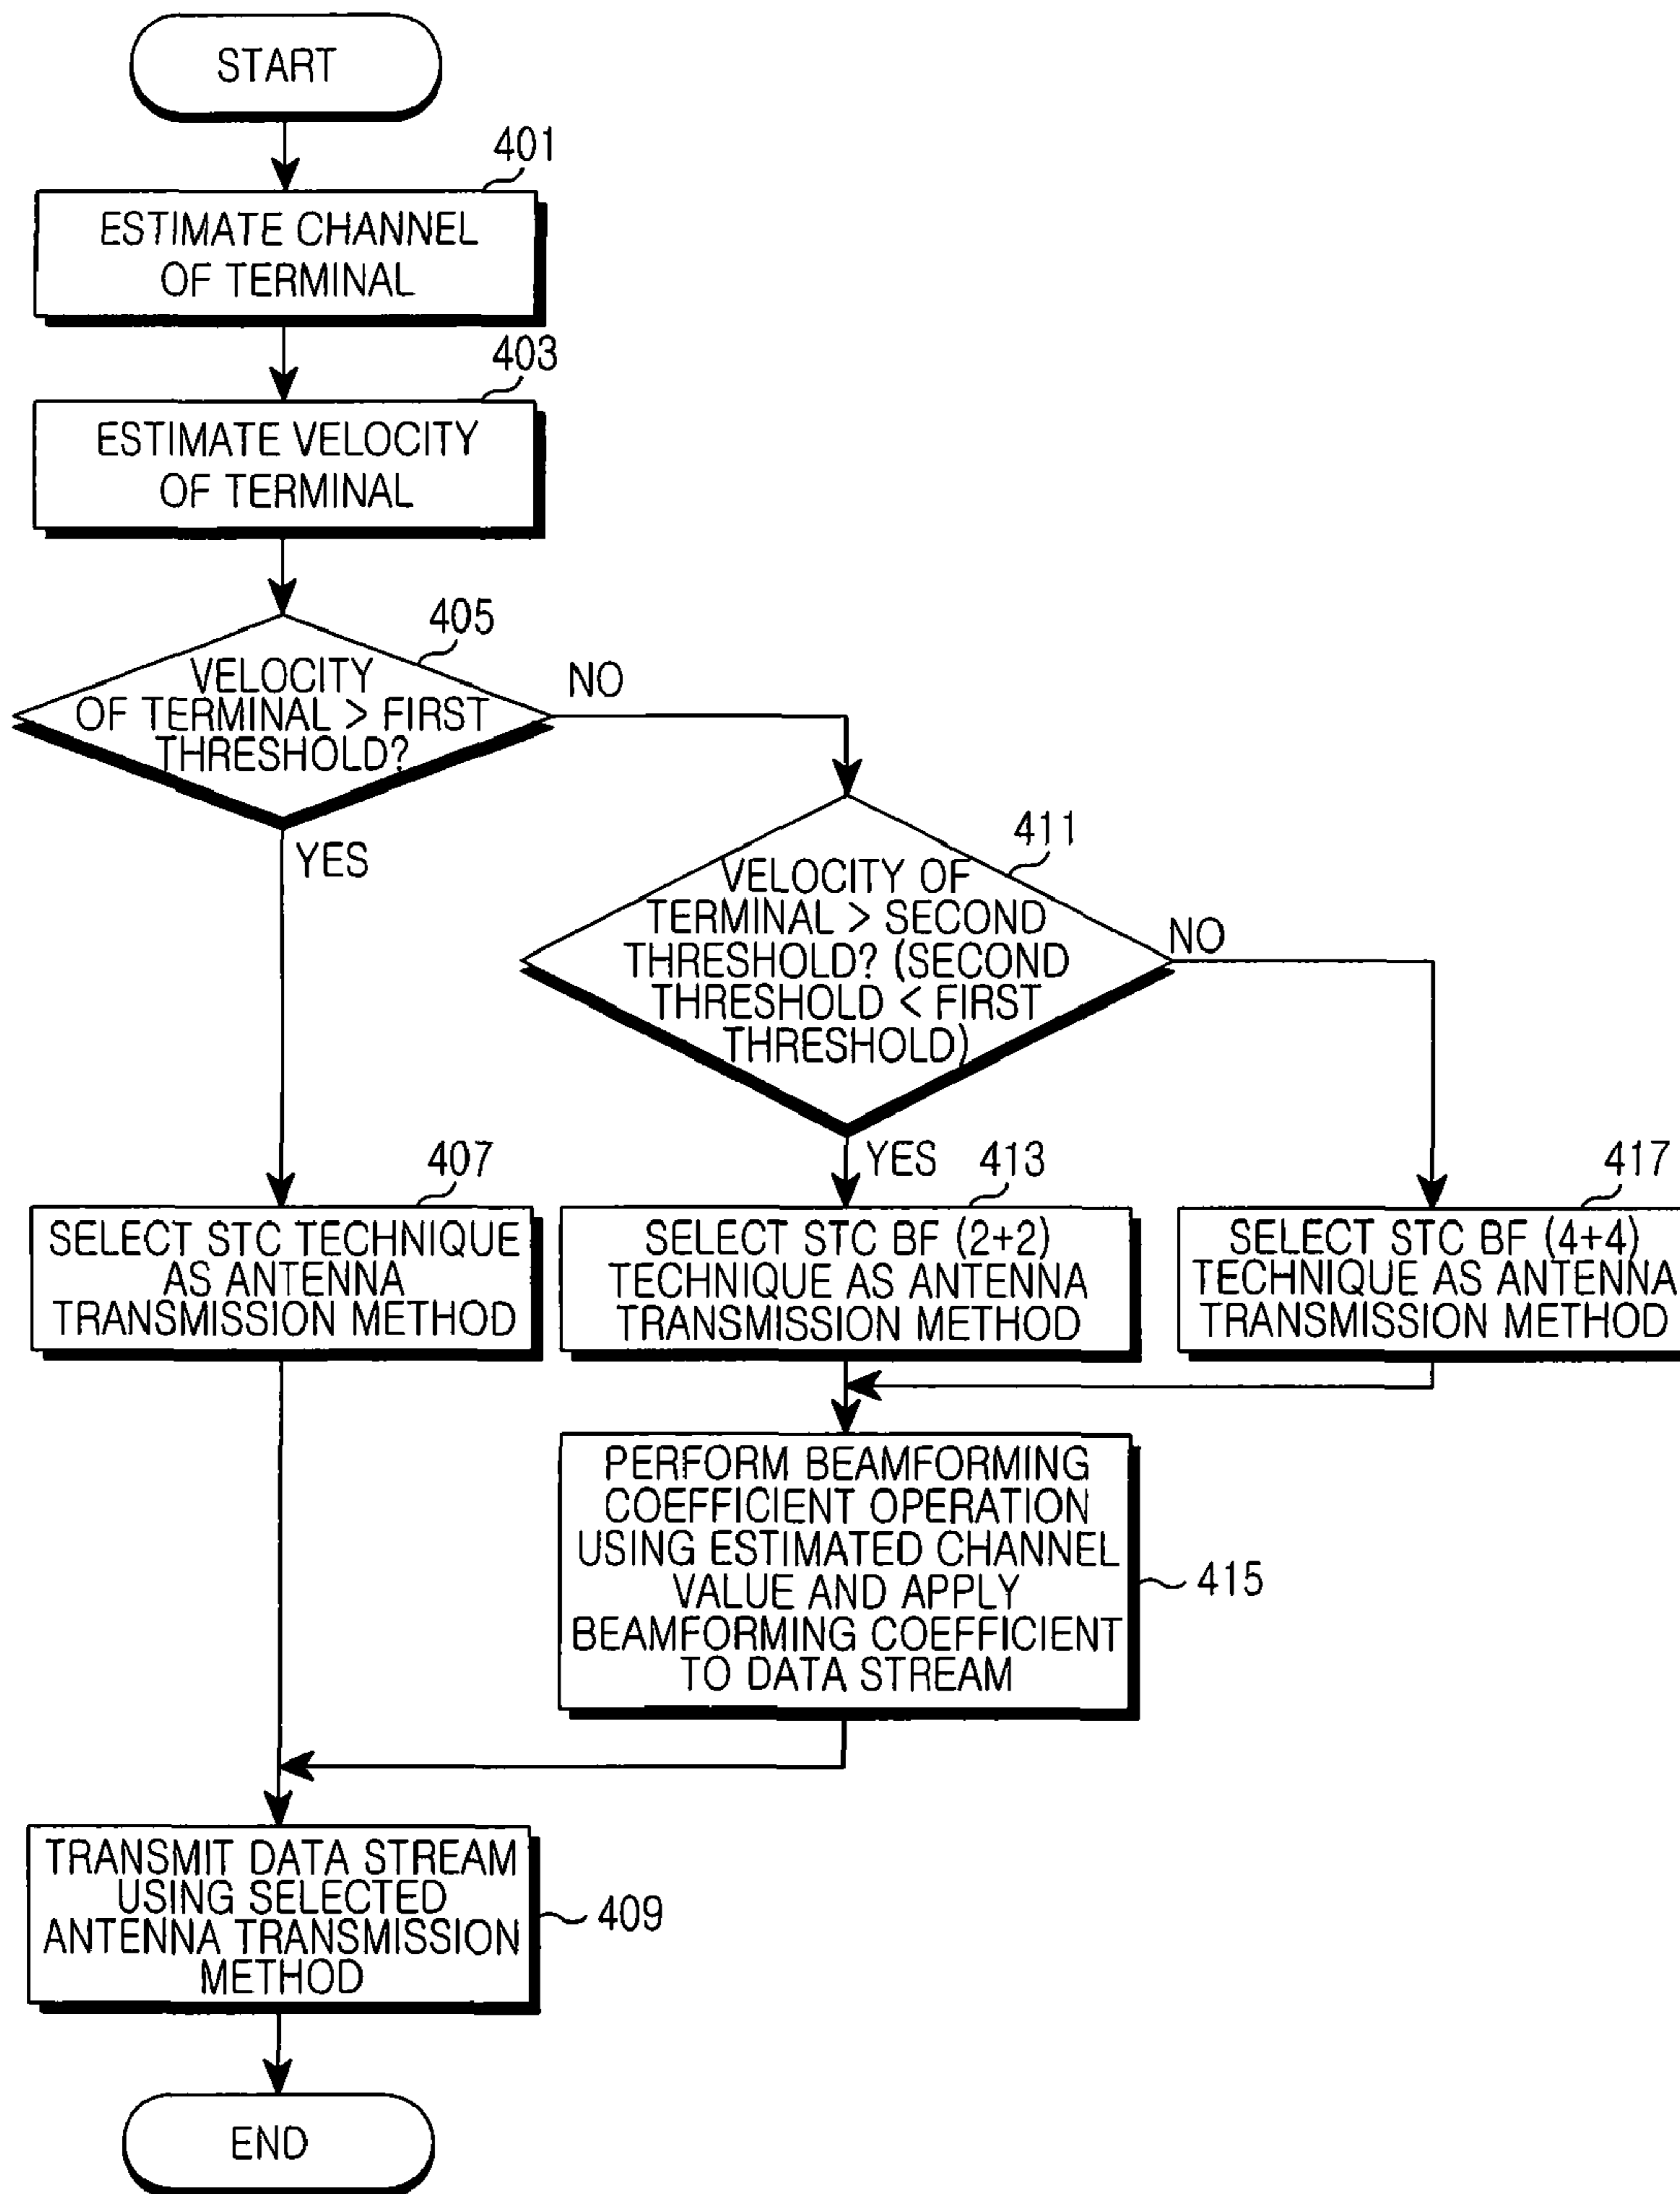 START
401
ESTIMATE CHANNEL
OF TERMINAL
403
ESTIMATE VELOCITY
OF TERMINAL
405
VELOCITY
OF TERMINAL > FIRST
THRESHOLD?
NO
YES
411
VELOCITY OF
TERMINAL > SECOND
THRESHOLD? (SECOND
THRESHOLD < FIRST
THRESHOLD)
NO
YES
407
SELECT STC TECHNIQUE
AS ANTENNA
TRANSMISSION METHOD
413
SELECT STC BF (2+2)
TECHNIQUE AS ANTENNA
TRANSMISSION METHOD
417
SELECT STC BF (4+4)
TECHNIQUE AS ANTENNA
TRANSMISSION METHOD
PERFORM BEAMFORMING
COEFFICIENT OPERATION
USING ESTIMATED CHANNEL
VALUE AND APPLY
BEAMFORMING COEFFICIENT
TO DATA STREAM
415
TRANSMIT DATA STREAM
USING SELECTED
ANTENNA TRANSMISSION
METHOD
409
END